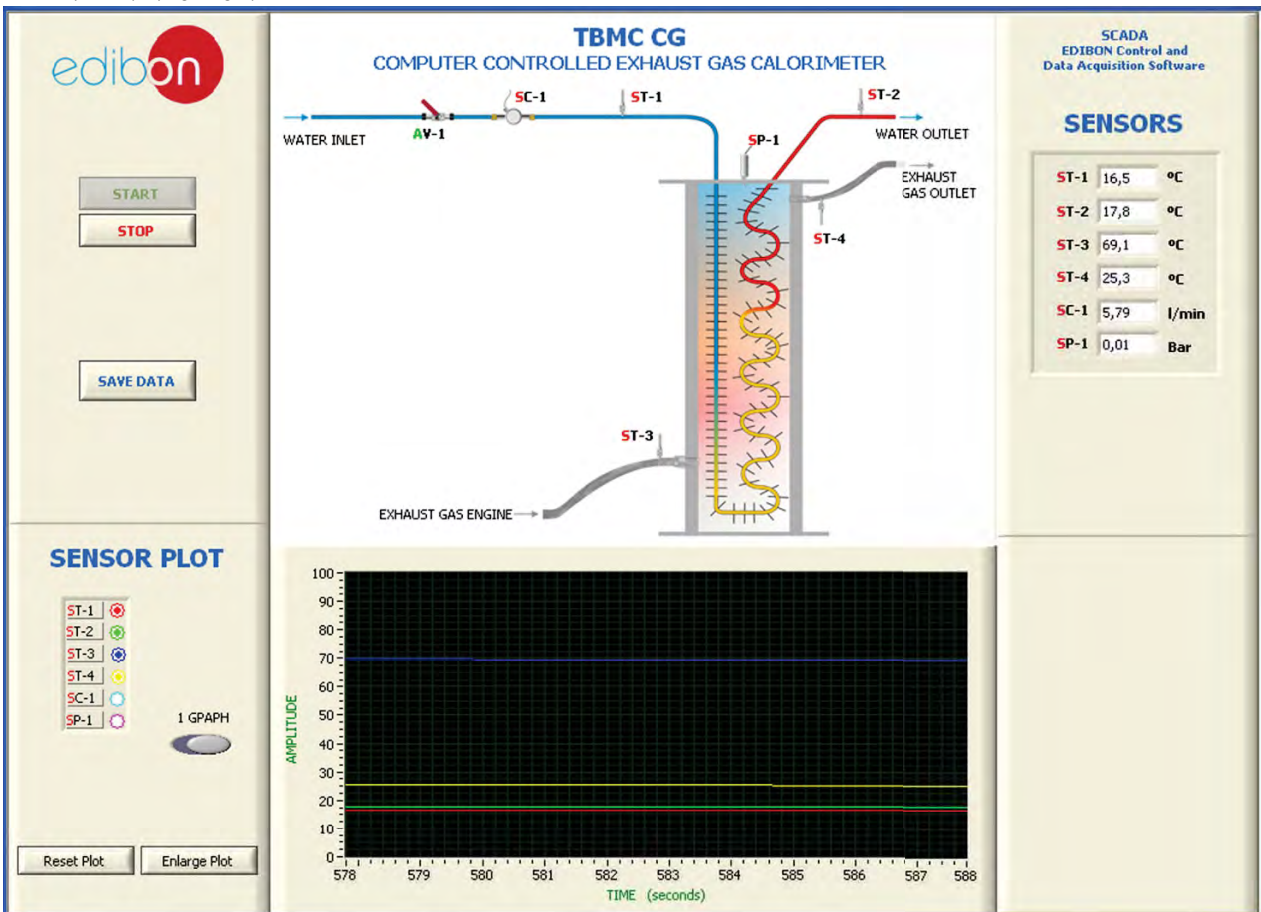 edibon
START
STOP
SAVE DATA
TBMC CG
COMPUTER CONTROLLED EXHAUST GAS CALORIMETER
WATER INLET
AV-1
SC-1
ST-1
ST-2
WATER OUTLET
SP-1
EXHAUST
GAS OUTLET
ST-4
ST-3
EXHAUST GAS ENGINE
SCADA
EDIBON Control and
Data Acquisition Software
SENSORS
ST-1 16,5 ºC
ST-2 17,8 ºC
ST-3 69,1 ºC
ST-4 25,3 ºC
SC-1 5,79 l/min
SP-1 0,01 Bar
SENSOR PLOT
ST-1
ST-2
ST-3
ST-4
SC-1
SP-1
1 GPAPH
Reset Plot
Enlarge Plot
AMPLITUDE
100
90
80
70
60
50
40
30
20
10
0
578 579 580 581 582 583 584 585 586 587 588
TIME (seconds)